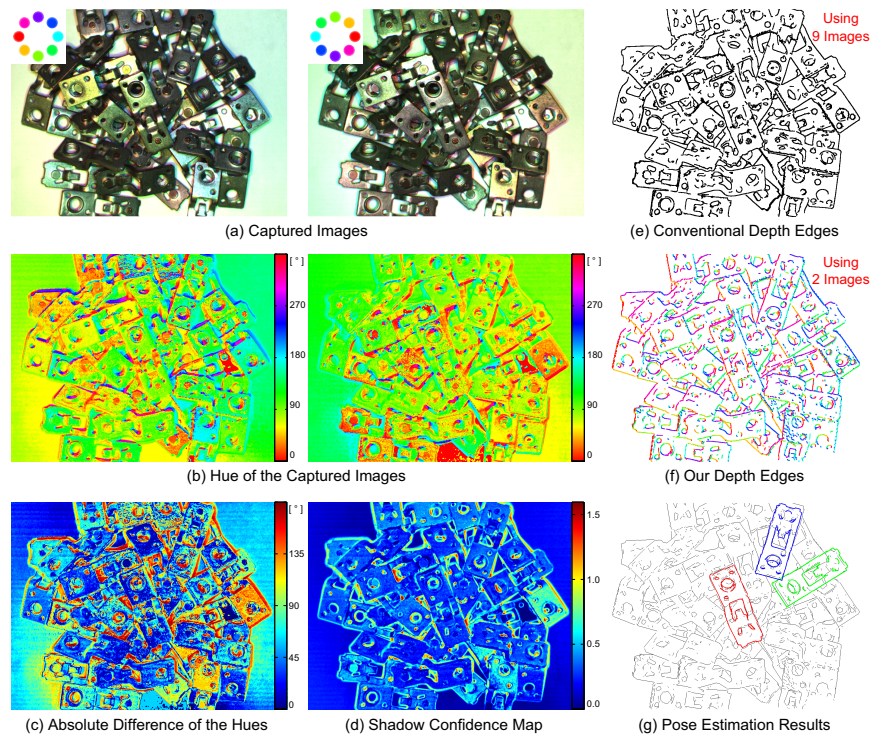 Using
9 Images
(a) Captured Images
(e) Conventional Depth Edges
[°]
270
180
90
0
[°]
270
180
90
0
Using
2 Images
(b) Hue of the Captured Images
(f) Our Depth Edges
[°]
135
90
45
0
1.5
1.0
0.5
0.0
(c) Absolute Difference of the Hues
(d) Shadow Confidence Map
(g) Pose Estimation Results